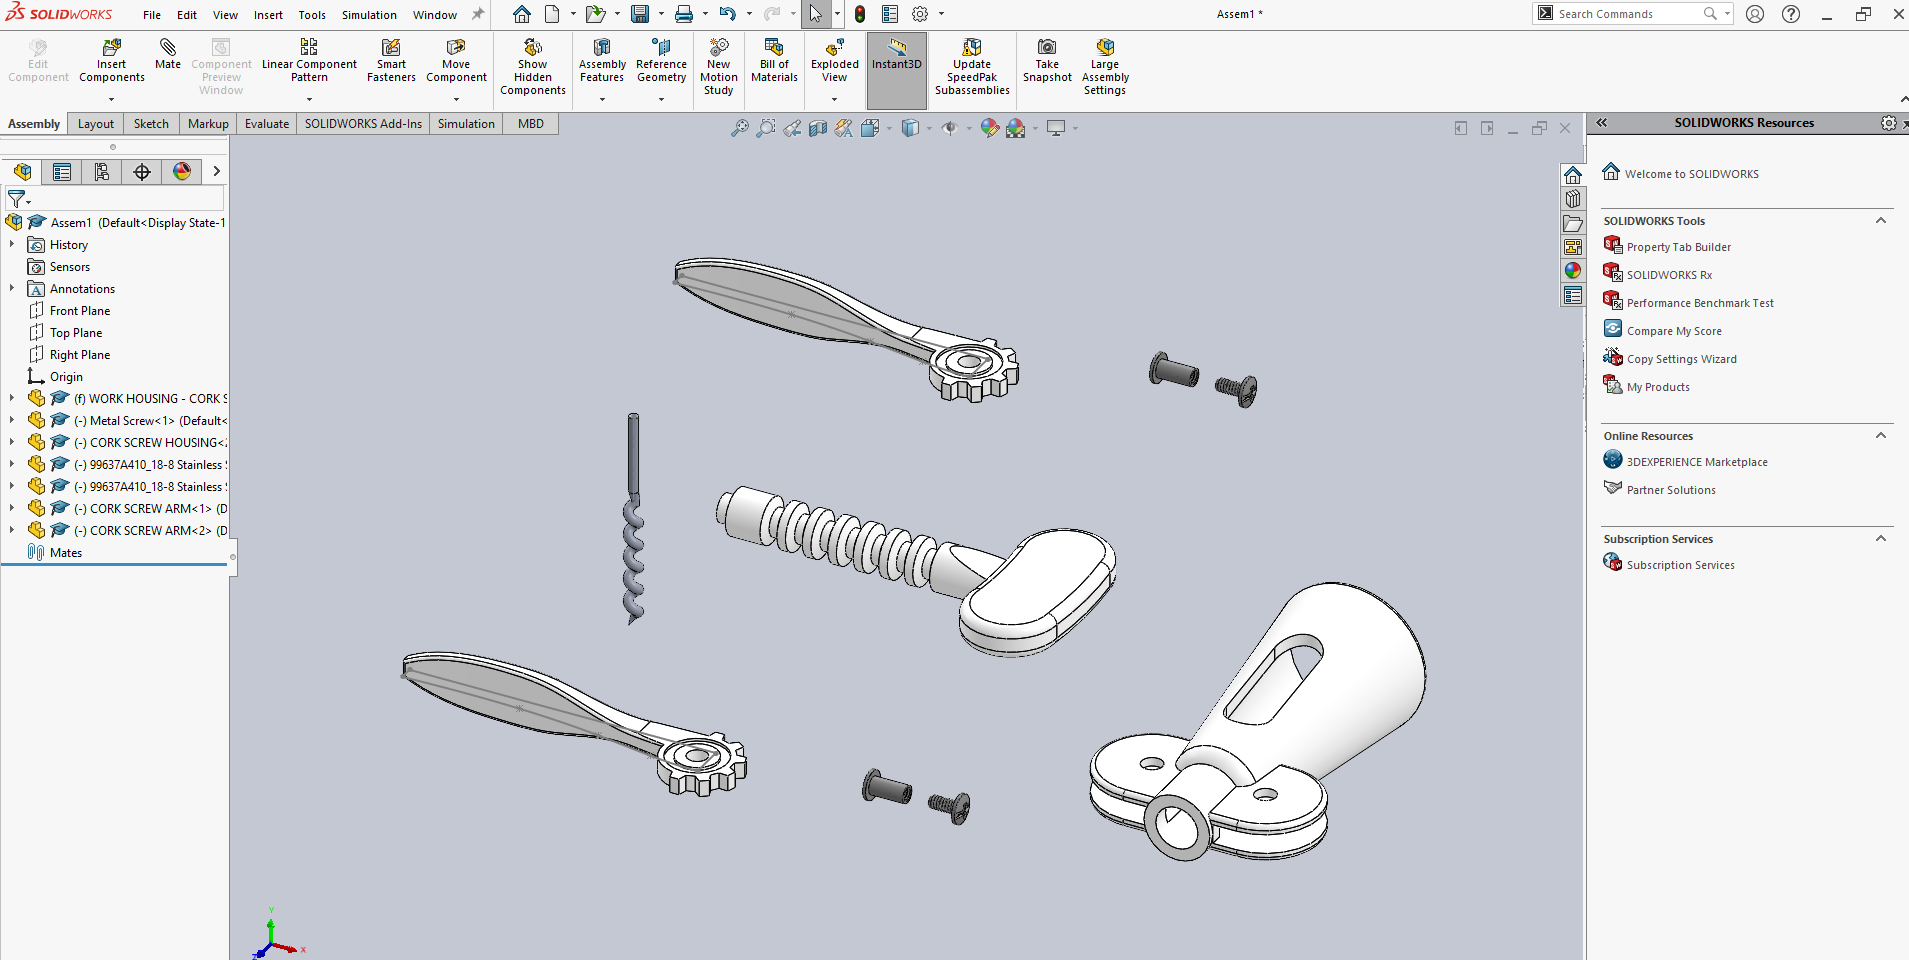 SOLIDWORKS File Edit View Insert Tools Simulation Window Assem1 * Search Commands
Edit Component
Insert Components
Mate
Component Preview Window
Linear Component Pattern
Smart Fasteners
Move Component
Show Hidden Components
Assembly Features
Reference Geometry
New Motion Study
Bill of Materials
Exploded View
Instant3D
Update SpeedPak Subassemblies
Take Snapshot
Large Assembly Settings
Assembly Layout Sketch Markup Evaluate SOLIDWORKS Add-Ins Simulation MBD
Assem1 (Default<Display State-1
History
Sensors
Annotations
Front Plane
Top Plane
Right Plane
Origin
(f) WORK HOUSING - CORK S
(-) Metal Screw<1> (Default<
(-) CORK SCREW HOUSING<2
(-) 99637A410_18-8 Stainless S
(-) 99637A410_18-8 Stainless S
(-) CORK SCREW ARM<1> (D
(-) CORK SCREW ARM<2> (D
Mates
Y
X
Z
SOLIDWORKS Resources
Welcome to SOLIDWORKS
SOLIDWORKS Tools
Property Tab Builder
SOLIDWORKS Rx
Performance Benchmark Test
Compare My Score
Copy Settings Wizard
My Products
Online Resources
3DEXPERIENCE Marketplace
Partner Solutions
Subscription Services
Subscription Services